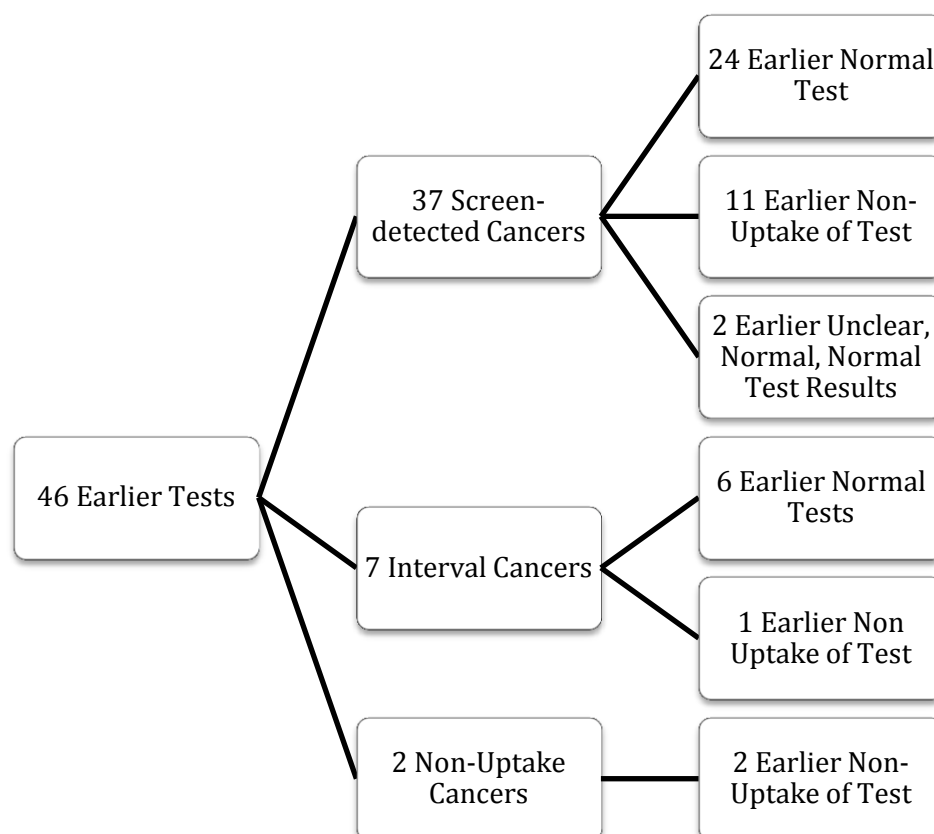 24 Earlier Normal
Test
37 Screen-
detected Cancers
11 Earlier Non-
Uptake of Test
2 Earlier Unclear,
Normal, Normal
Test Results
46 Earlier Tests
6 Earlier Normal
Tests
7 Interval Cancers
1 Earlier Non
Uptake of Test
2 Non-Uptake
Cancers
2 Earlier Non-
Uptake of Test